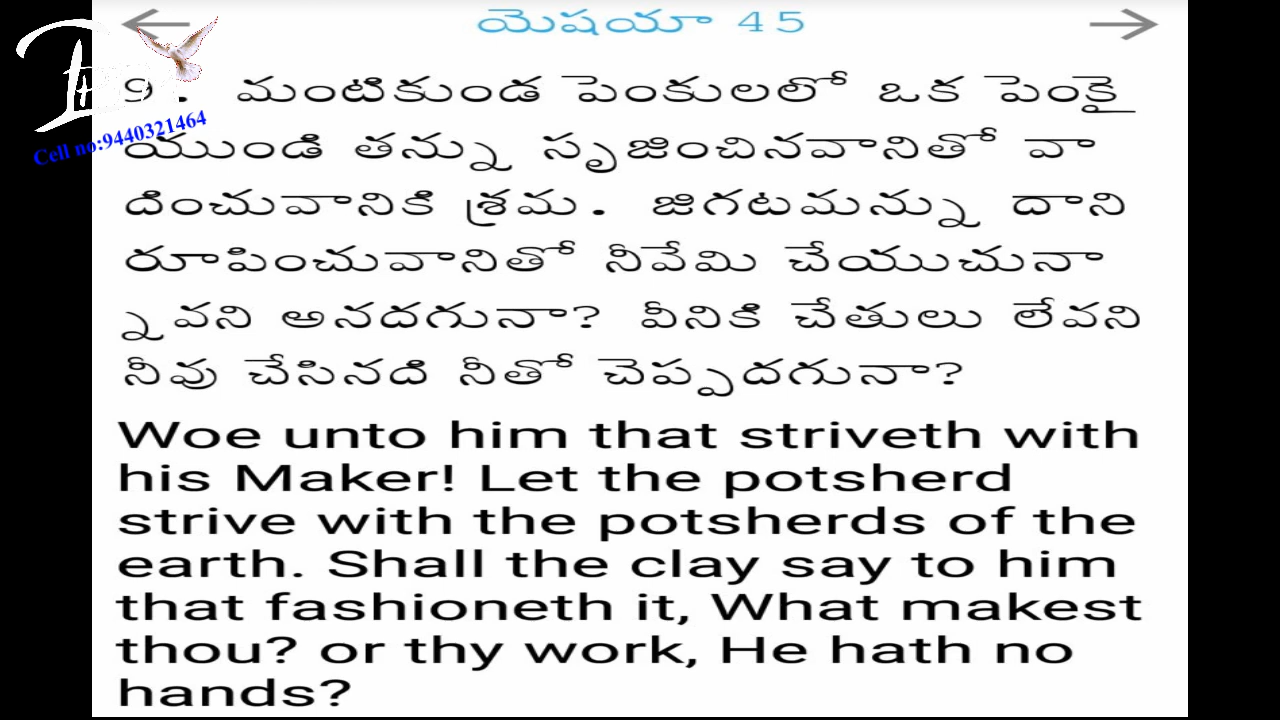 యెషయా 45
9. మంటికుండ పెంకులలో ఒక పెంకై
యుండి తన్ను సృజించినవానితో వా
దించువానికి శ్రమ. జిగటమన్ను దాని
రూపించువానితో నీవేమి చేయుచునా
్నవని అనదగునా? వీనికి చేతులు లేవని
నీవు చేసినది నీతో చెప్పదగునా?
Cell no:9440321464
Woe unto him that striveth with
his Maker! Let the potsherd
strive with the potsherds of the
earth. Shall the clay say to him
that fashioneth it, What makest
thou? or thy work, He hath no
hands?